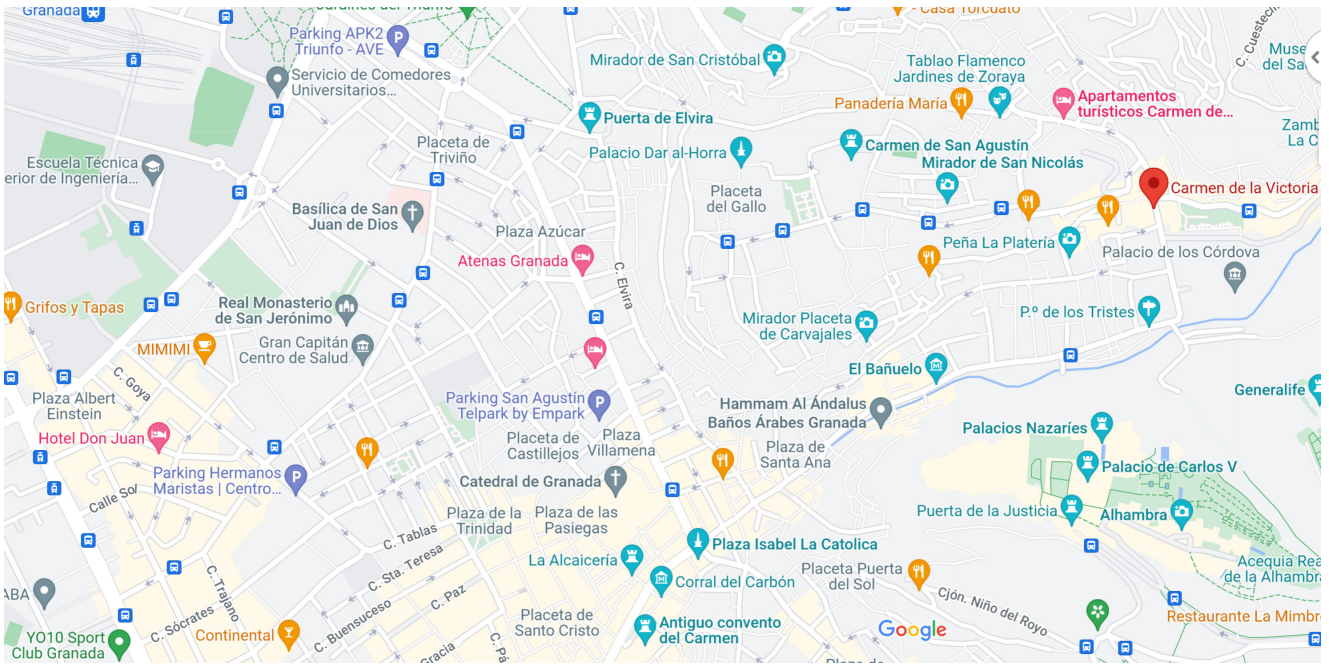 Granada
Jardines del Triunfo
Casa Torcuato
Parking APK2
Triunfo - AVE
Servicio de Comedores
Universitarios...
Mirador de San Cristóbal
Tablao Flamenco
Jardines de Zoraya
C. Cuestecin
Muse
del Sa
Panadería María
Apartamentos
turísticos Carmen de...
Puerta de Elvira
Placeta de
Triviño
Palacio Dar al-Horra
Carmen de San Agustín
Mirador de San Nicolás
Zamb
La C
Escuela Técnica
erior de Ingeniería...
Placeta
del Gallo
Carmen de la Victoria
Basílica de San
Juan de Dios
Plaza Azúcar
Peña La Platería
Palacio de los Córdova
Atenas Granada
C. Elvira
Grifos y Tapas
Real Monasterio
de San Jerónimo
Mirador Placeta
de Carvajales
P.º de los Tristes
MIMIMI
Gran Capitán
Centro de Salud
El Bañuelo
C. Goya
Plaza Albert
Einstein
Parking San Agustín
Telpark by Empark
Hammam Al Ándalus
Baños Árabes Granada
Generalife
Hotel Don Juan
Placeta de
Castillejos
Plaza
Villamena
Plaza de
Santa Ana
Palacios Nazaríes
Parking Hermanos
Maristas | Centro...
Catedral de Granada
Palacio de Carlos V
Calle Sol
Plaza de la
Trinidad
Plaza de las
Pasiegas
Puerta de la Justicia
Alhambra
C. Tablas
Plaza Isabel La Catolica
La Alcaicería
C. Sta. Teresa
Placeta Puerta
del Sol
Acequia Rea
de la Alhambra
ABA
C. Trajano
C. Paz
Corral del Carbón
Cjón. Niño del Royo
C. Sócrates
C. Buensuceso
Placeta de
Santo Cristo
Antiguo convento
del Carmen
Google
Restaurante La Mimbre
YO10 Sport
Club Granada
Continental
Gracia
C. Pá
Plaza de